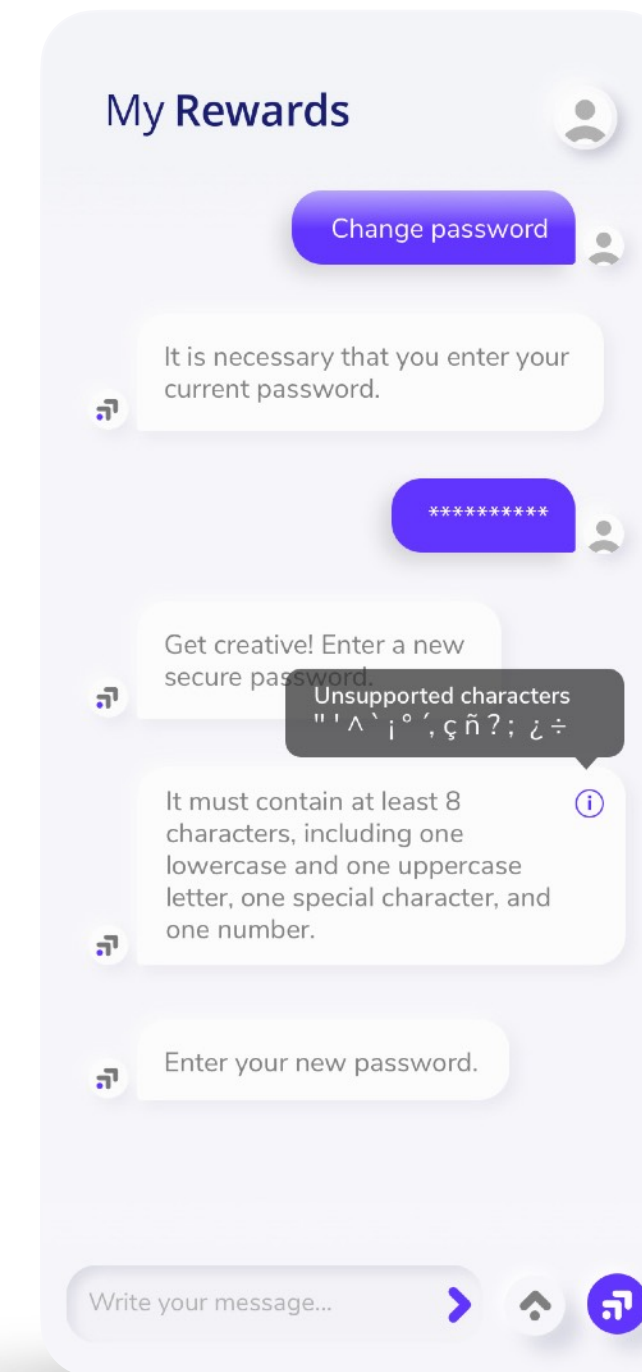 My Rewards
Change password
It is necessary that you enter your
current password.
**********
Get creative! Enter a new
secure password.
Unsupported characters
" ' ^ ` ¡ ° ´, ç ñ ? ; ¿ ÷
It must contain at least 8
characters, including one
lowercase and one uppercase
letter, one special character, and
one number.
Enter your new password.
Write your message...